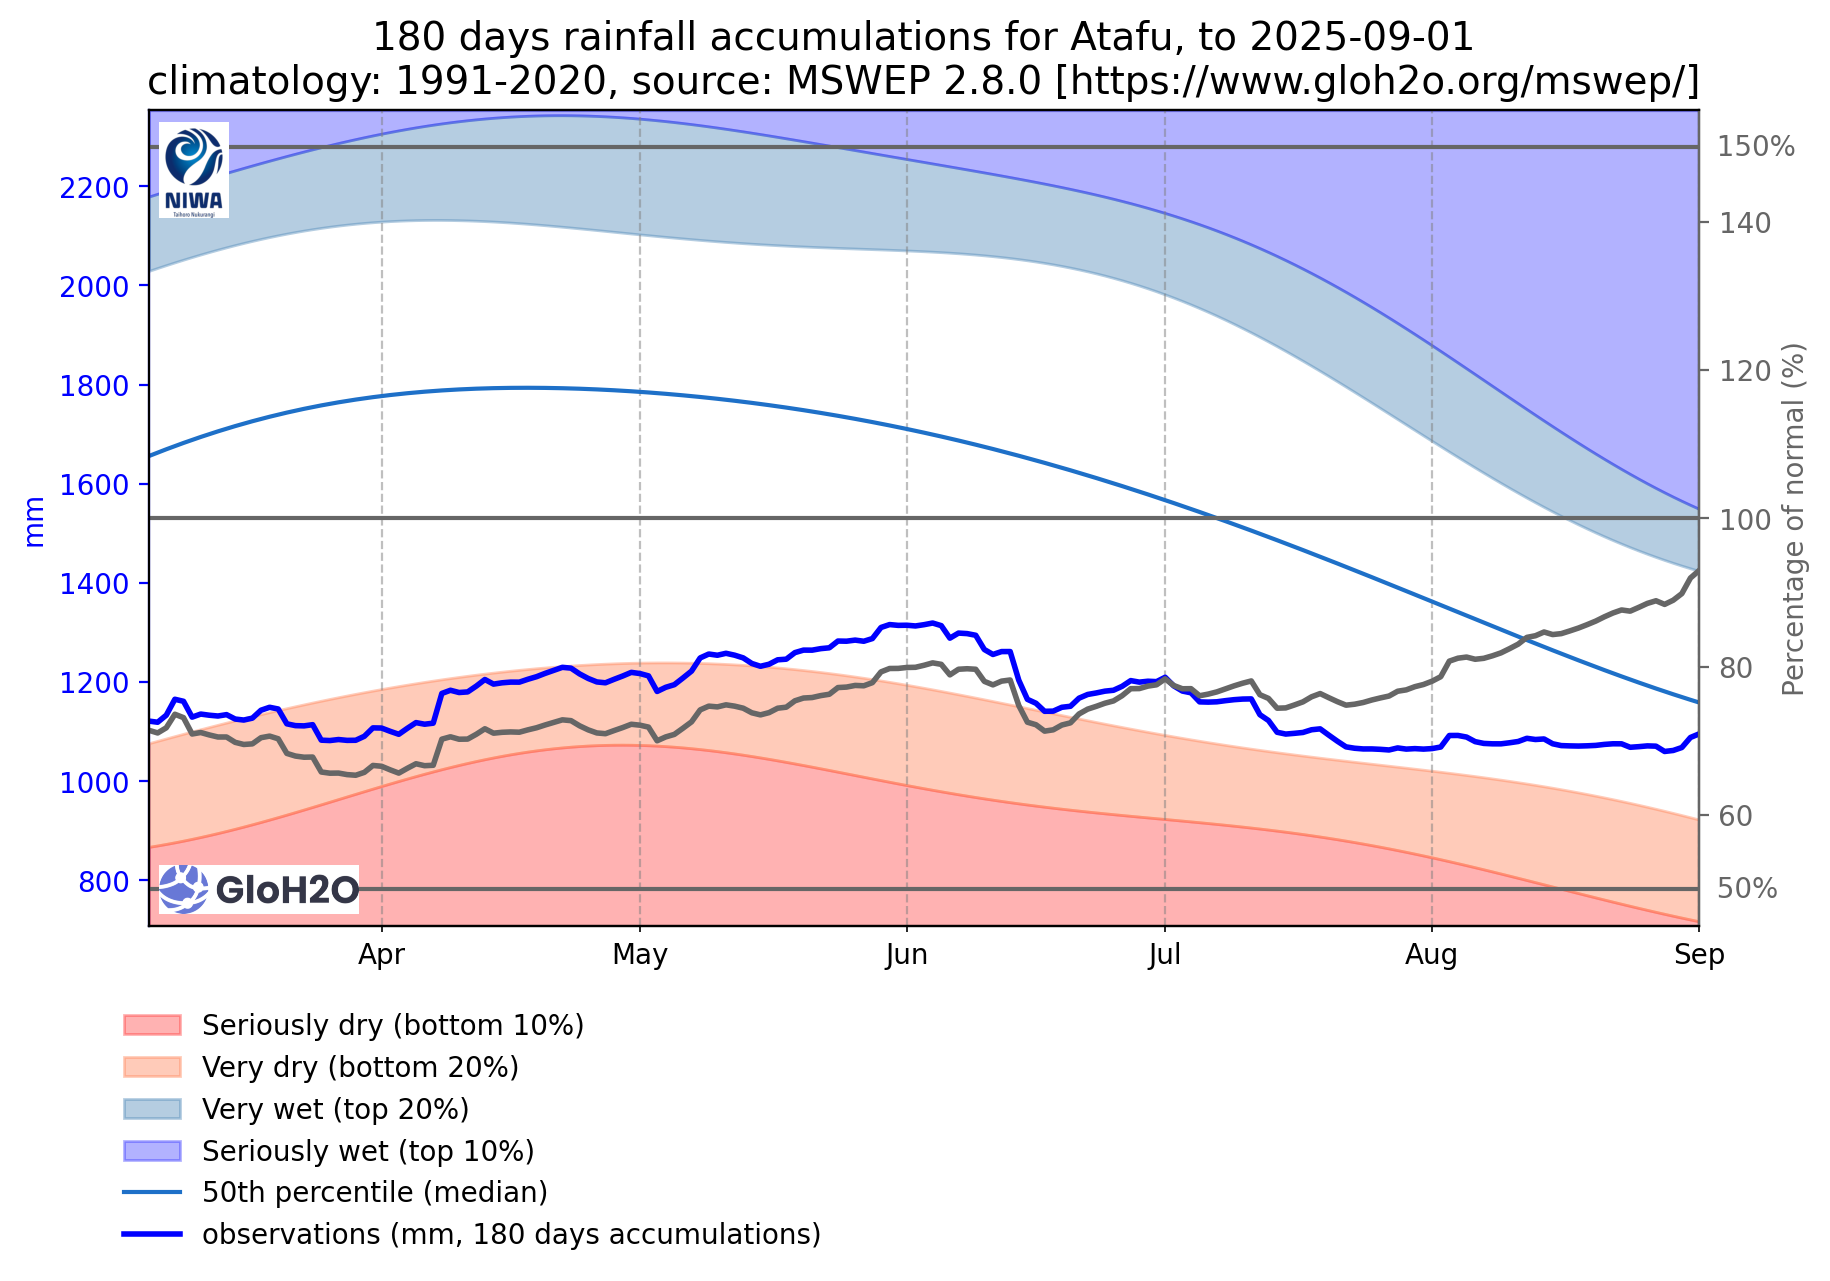 180 days rainfall accumulations for Atafu, to 2025-09-01
climatology: 1991-2020, source: MSWEP 2.8.0 [https://www.gloh2o.org/mswep/]
NIWA
Taihoro Nukurangi
2200
2000
1800
1600
1400
1200
1000
800
mm
150%
140
120
100
80
60
50%
Percentage of normal (%)
GloH2O
Apr
May
Jun
Jul
Aug
Sep
Seriously dry (bottom 10%)
Very dry (bottom 20%)
Very wet (top 20%)
Seriously wet (top 10%)
50th percentile (median)
observations (mm, 180 days accumulations)